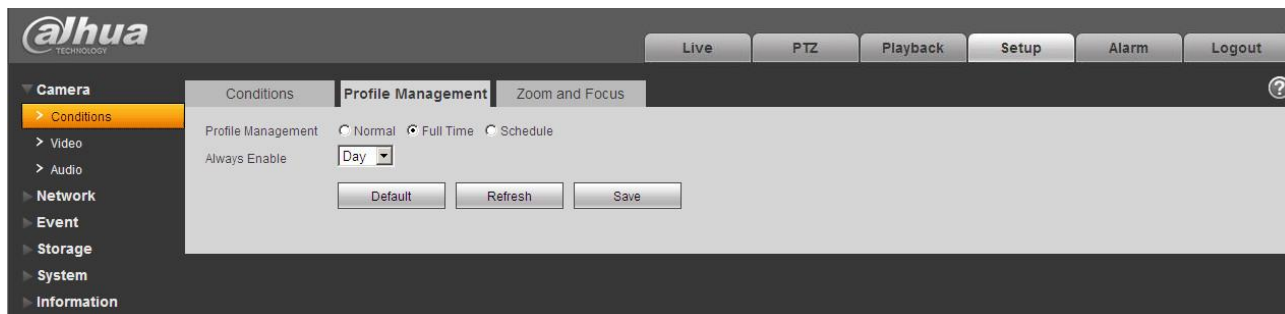 alhua
TECHNOLOGY
Live PTZ Playback Setup Alarm Logout
Camera
> Conditions
> Video
> Audio
Network
Event
Storage
System
Information
Conditions Profile Management Zoom and Focus ?
Profile Management Normal Full Time Schedule
Always Enable Day
Default Refresh Save